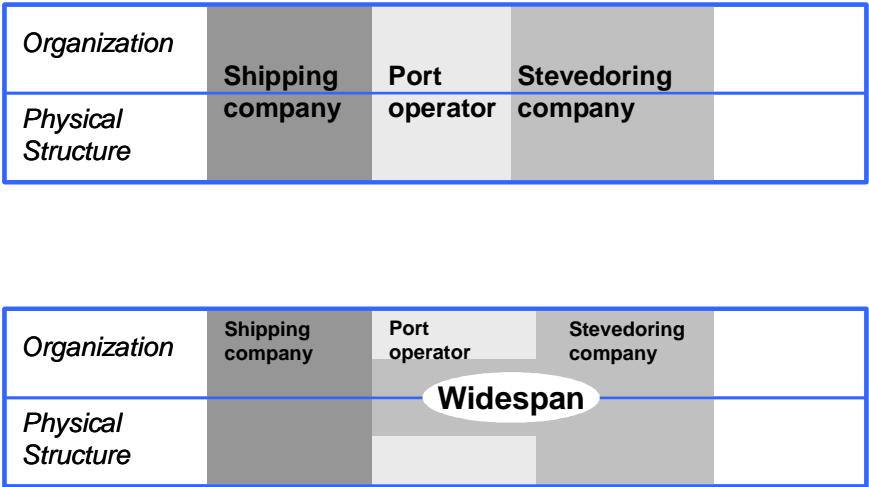 Organization
Shipping
company
Port
operator
Stevedoring
company
Physical
Structure
Organization
Shipping
company
Port
operator
Stevedoring
company
Widespan
Physical
Structure